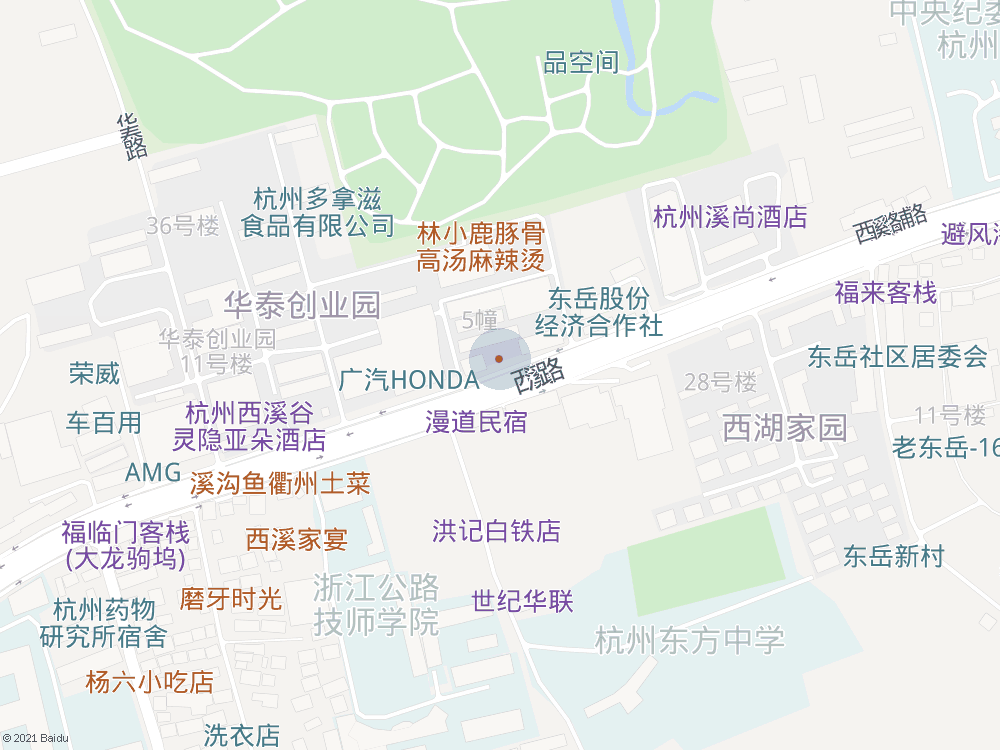 中央纪委
杭州
品空间
华泰路
杭州多拿滋
食品有限公司
36号楼
林小鹿豚骨
高汤麻辣烫
杭州溪尚酒店
西溪路辅路
避风
福来客栈
华泰创业园
5幢
东岳股份
经济合作社
华泰创业园
11号楼
东岳社区居委会
荣威
广汽HONDA
西溪路
28号楼
车百用
杭州西溪谷
灵隐亚朵酒店
漫道民宿
西湖家园
11号楼
老东岳-16
AMG
溪沟鱼衢州土菜
福临门客栈
(大龙驹坞)
西溪家宴
洪记白铁店
东岳新村
杭州药物
研究所宿舍
磨牙时光
浙江公路
技师学院
世纪华联
杭州东方中学
杨六小吃店
洗衣店
© 2021 Baidu